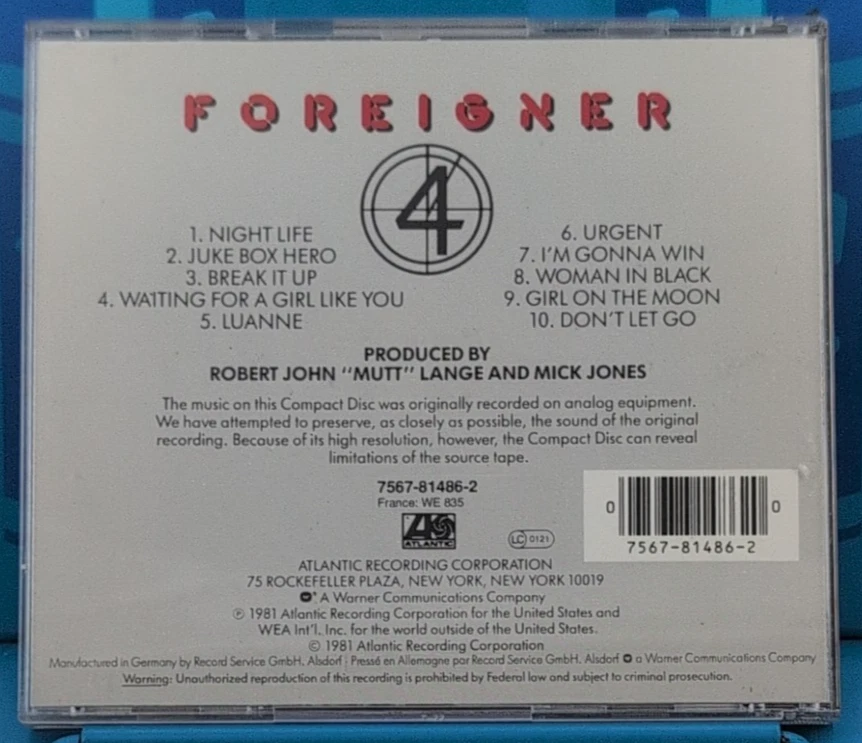 FOREIGNER
4
1. NIGHT LIFE
2. JUKE BOX HERO
3. BREAK IT UP
4. WAITING FOR A GIRL LIKE YOU
5. LUANNE
6. URGENT
7. I'M GONNA WIN
8. WOMAN IN BLACK
9. GIRL ON THE MOON
10. DON'T LET GO
PRODUCED BY
ROBERT JOHN "MUTT" LANGE AND MICK JONES
The music on this Compact Disc was originally recorded on analog equipment.
We have attempted to preserve, as closely as possible, the sound of the original
recording. Because of its high resolution, however, the Compact Disc can reveal
limitations of the source tape.
7567-81486-2
France: WE 835
ATLANTIC
LC 0121
0 0
7567-81486-2
ATLANTIC RECORDING CORPORATION
75 ROCKEFELLER PLAZA, NEW YORK, NEW YORK 10019
A Warner Communications Company
℗ 1981 Atlantic Recording Corporation for the United States and
WEA Int'l. Inc. for the world outside of the United States.
© 1981 Atlantic Recording Corporation
Manufactured in Germany by Record Service GmbH, Alsdorf | Pressé en Allemagne par Record Service GmbH. Alsdorf a Warner Communications Company
Warning: Unauthorized reproduction of this recording is prohibited by Federal law and subject to criminal prosecution.